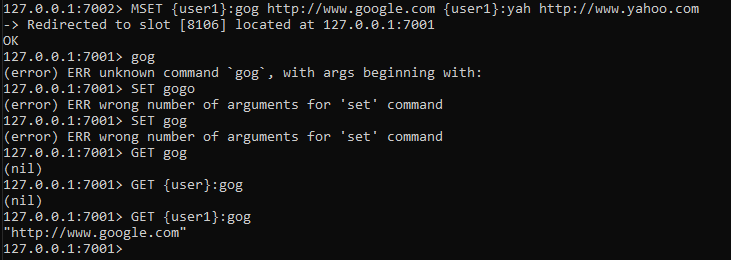 127.0.0.1:7002> MSET {user1}:gog http://www.google.com {user1}:yah http://www.yahoo.com
-> Redirected to slot [8106] located at 127.0.0.1:7001
OK
127.0.0.1:7001> gog
(error) ERR unknown command `gog`, with args beginning with:
127.0.0.1:7001> SET gogo
(error) ERR wrong number of arguments for 'set' command
127.0.0.1:7001> SET gog
(error) ERR wrong number of arguments for 'set' command
127.0.0.1:7001> GET gog
(nil)
127.0.0.1:7001> GET {user}:gog
(nil)
127.0.0.1:7001> GET {user1}:gog
"http://www.google.com"
127.0.0.1:7001>